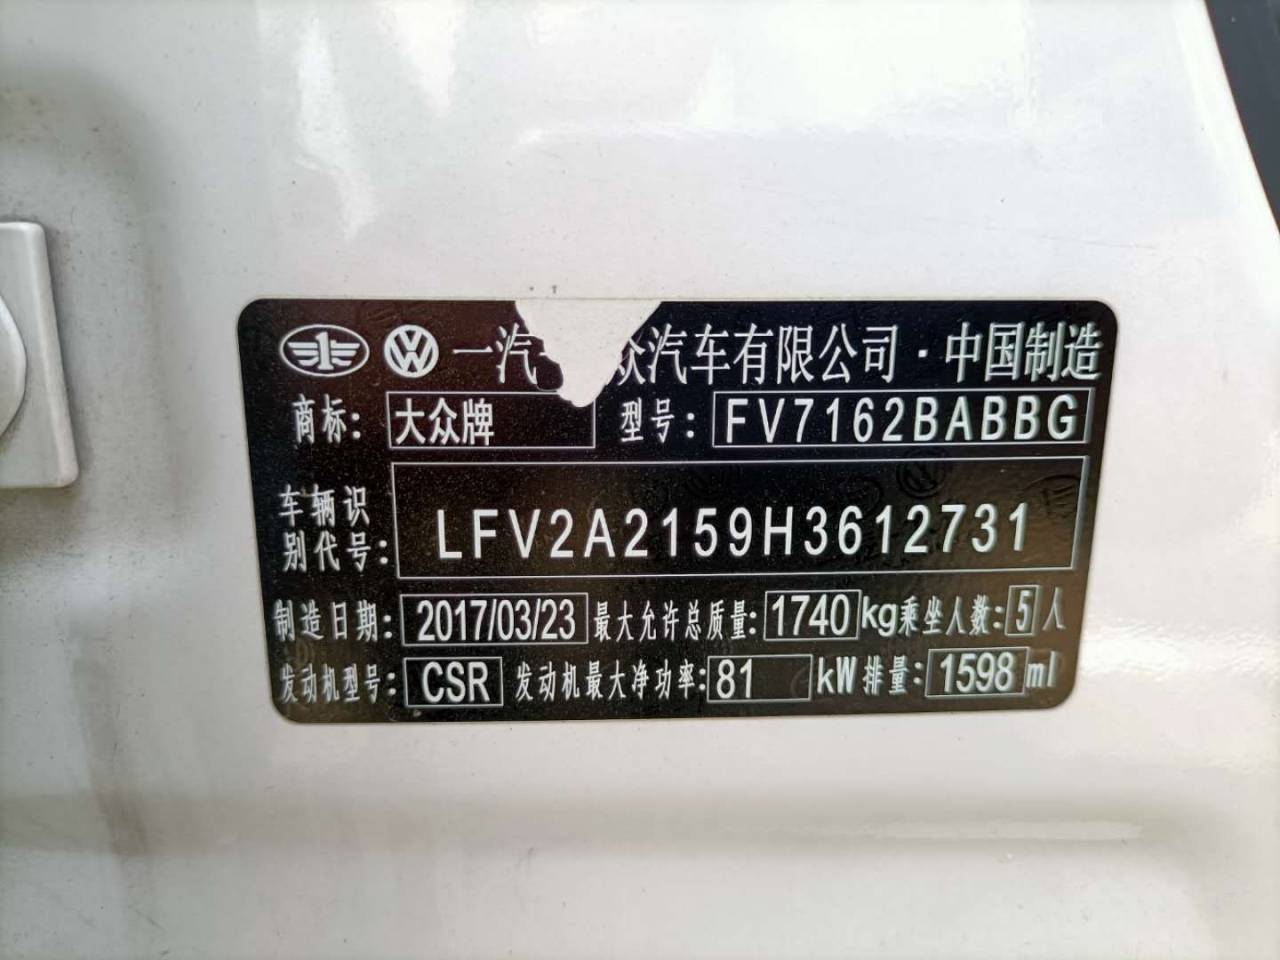 一汽 众汽车有限公司·中国制造
商标: 大众牌 型号: FV7162BABBG
车辆识别代号: LFV2A2159H3612731
制造日期: 2017/03/23 最大允许总质量: 1740 kg 乘坐人数: 5 人
发动机型号: CSR 发动机最大净功率: 81 kW 排量: 1598 ml